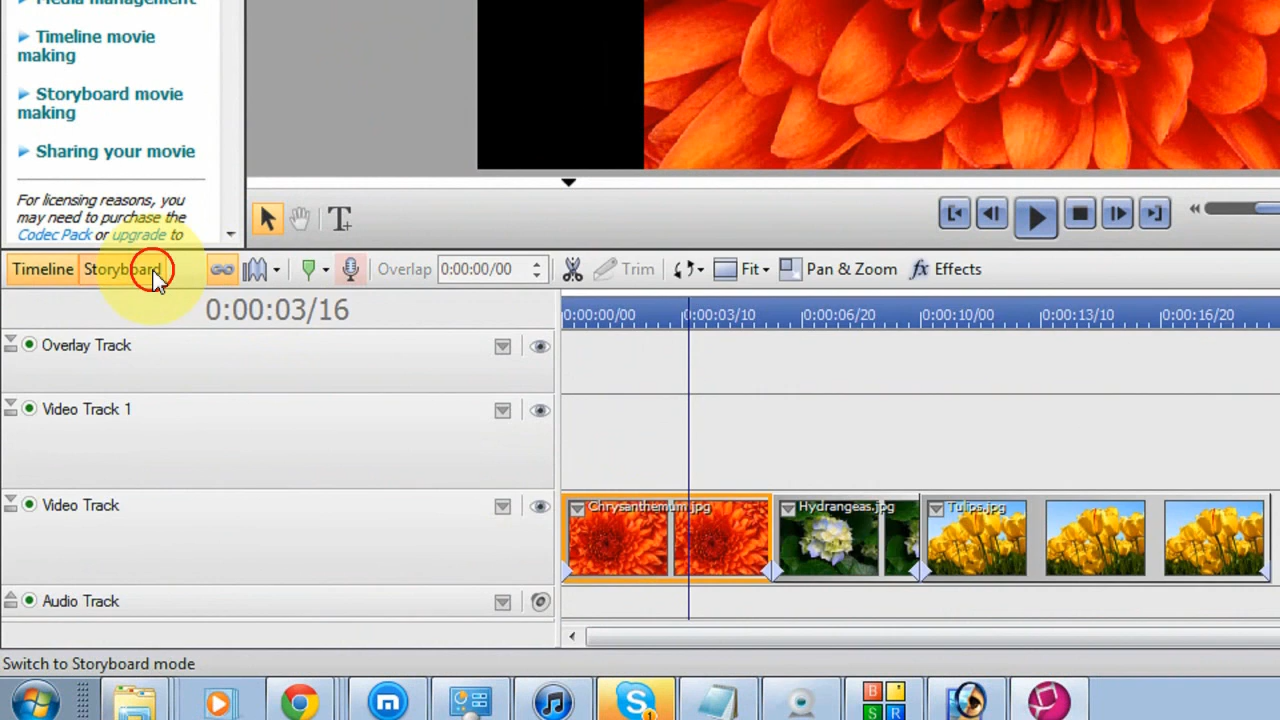 Media management
Timeline movie
making
Storyboard movie
making
Sharing your movie
For licensing reasons, you
may need to purchase the
Codec Pack or upgrade to
Timeline Storyboard Overlap 0:00:00/00 Trim Fit Pan & Zoom fx Effects
0:00:03/16
0:00:00/00 0:00:03/10 0:00:06/20 0:00:10/00 0:00:13/10 0:00:16/20
Overlay Track
Video Track 1
Video Track
Chrysanthemum.jpg Hydrangeas.jpg Tulips.jpg
Audio Track
Switch to Storyboard mode